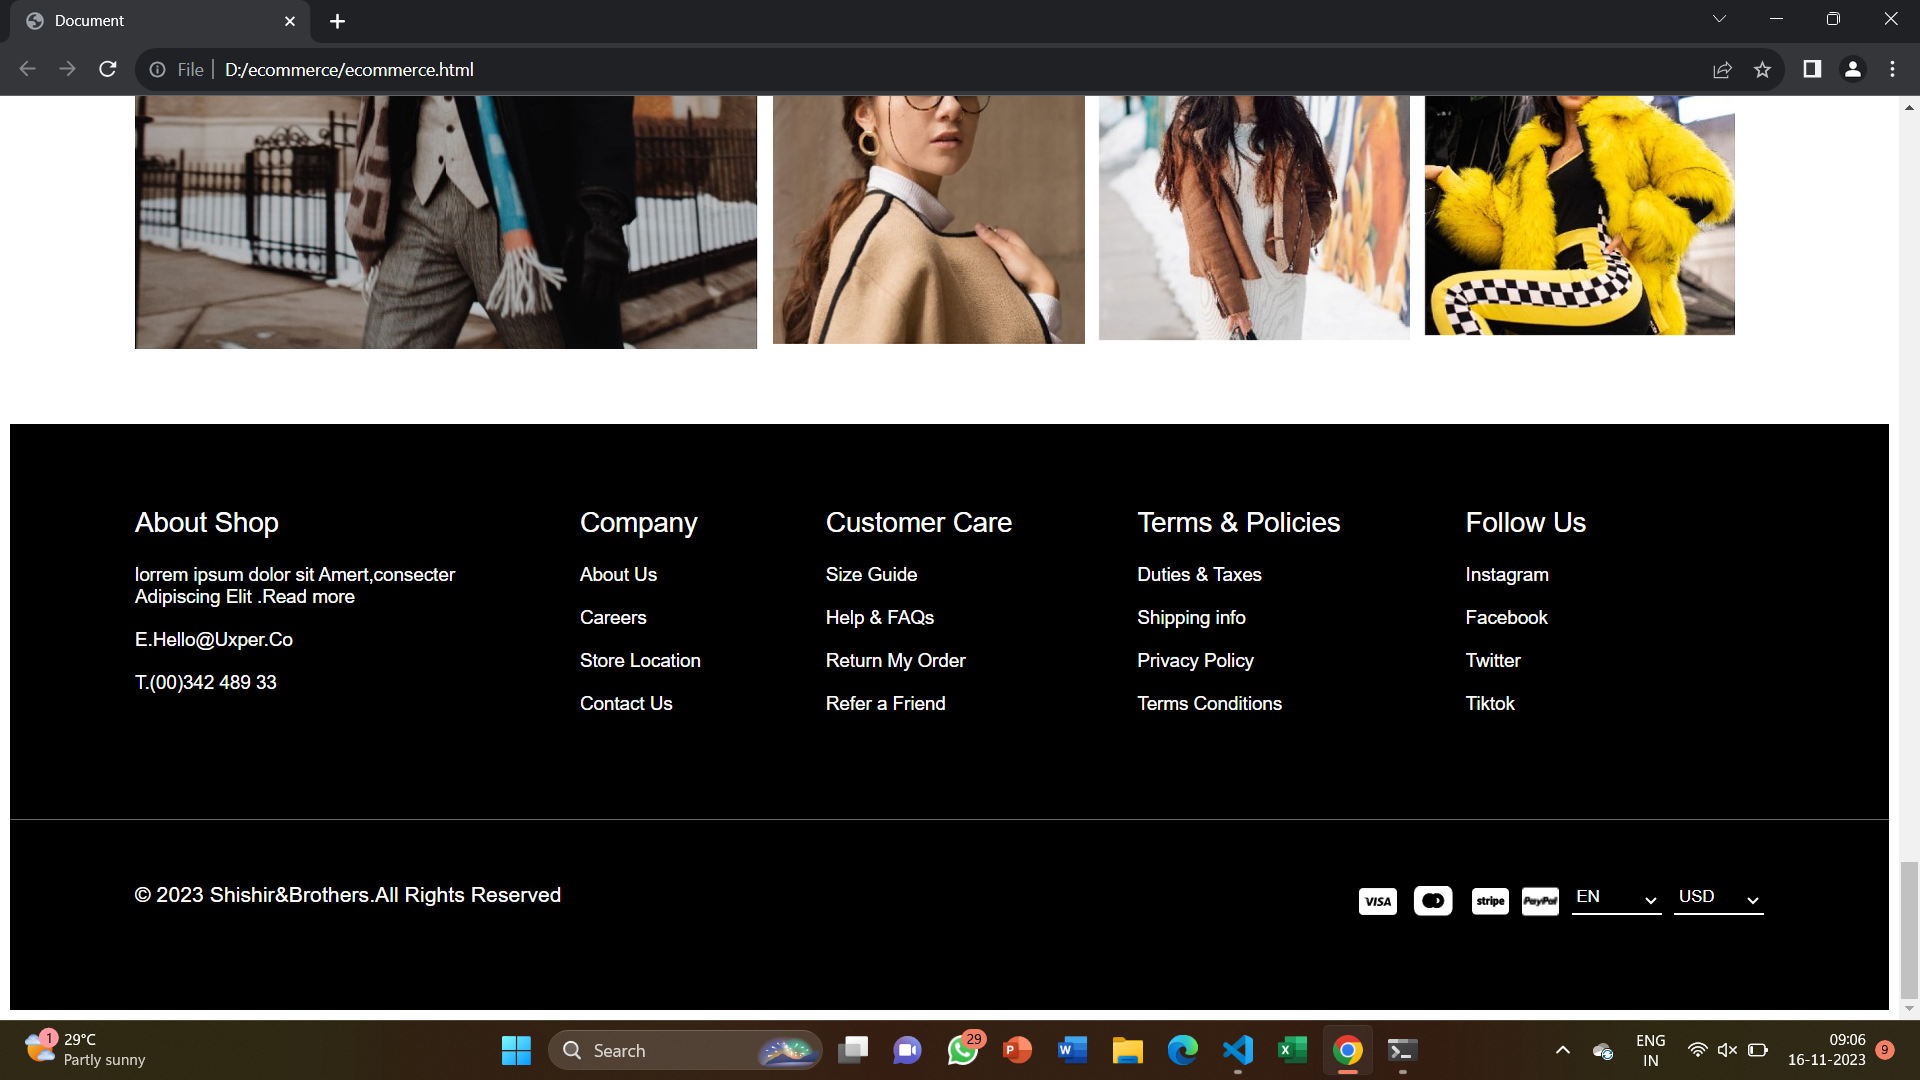 Document
File
D:/ecommerce/ecommerce.html
About Shop
lorrem ipsum dolor sit Amert,consecter
Adipiscing Elit .Read more
E.Hello@Uxper.Co
T.(00)342 489 33
Company
About Us
Careers
Store Location
Contact Us
Customer Care
Size Guide
Help & FAQs
Return My Order
Refer a Friend
Terms & Policies
Duties & Taxes
Shipping info
Privacy Policy
Terms Conditions
Follow Us
Instagram
Facebook
Twitter
Tiktok
© 2023 Shishir&Brothers.All Rights Reserved
VISA
stripe
PayPal
EN
USD
1
29°C
Partly sunny
Search
29
P
W
X
ENG
IN
09:06
16-11-2023
9